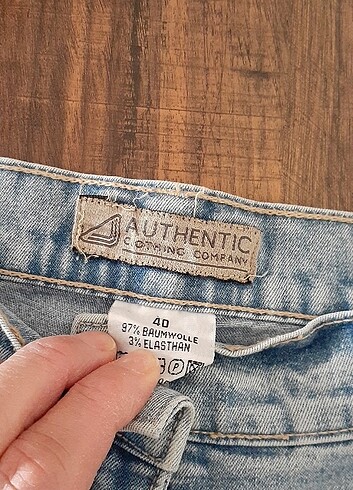 AUTHENTIC
CLOTHING COMPANY
40
97% BAUMWOLLE
3% ELASTHAN
P